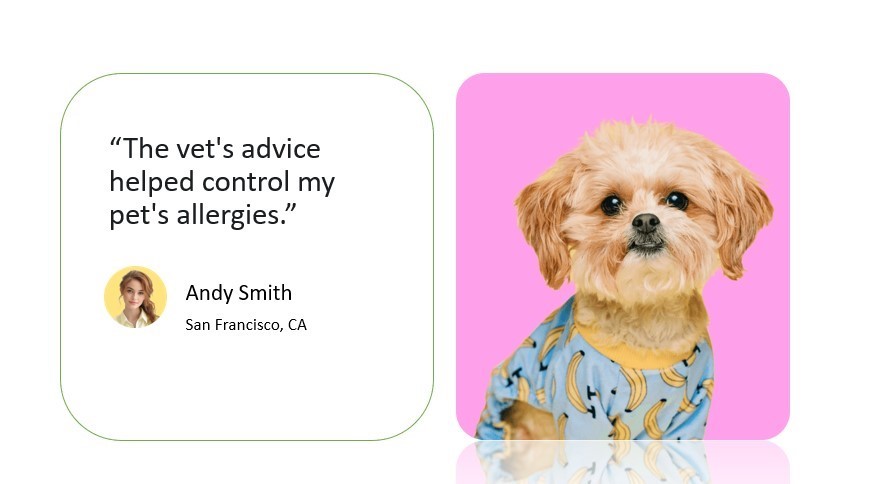 “The vet's advice
helped control my
pet's allergies.”
Andy Smith
San Francisco, CA